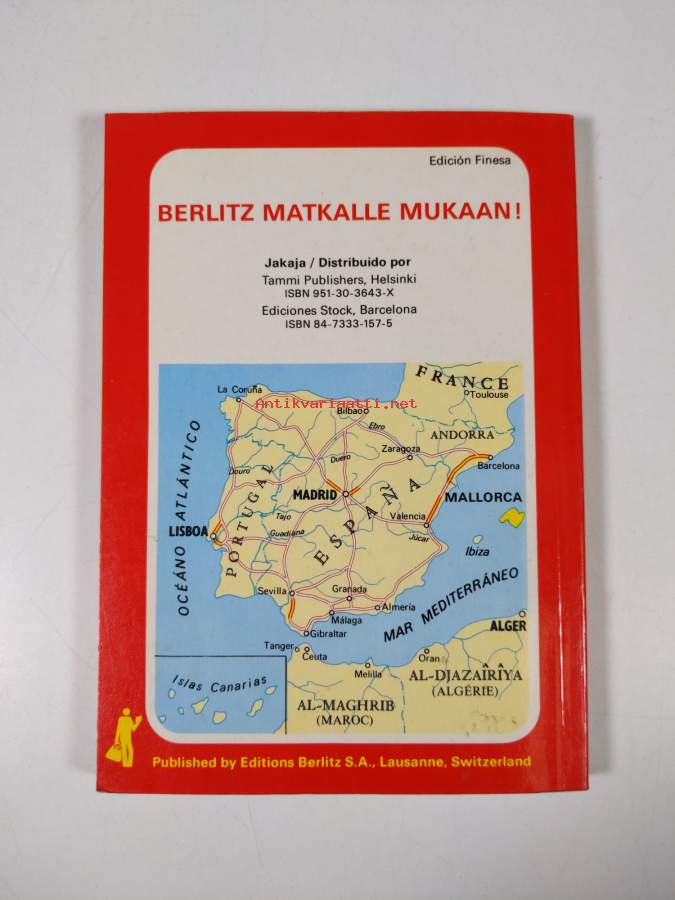 Edición Finesa
BERLITZ MATKALLE MUKAAN!
Jakaja / Distribuido por
Tammi Publishers, Helsinki
ISBN 951-30-3643-X
Ediciones Stock, Barcelona
ISBN 84-7333-157-5
FRANCE
Toulouse
La Coruña
Antikvariaatti.net
Bilbao
Ebro
ANDORRA
Zaragoza
Duero
Barcelona
Douro
OCÉANO ATLÁNTICO
PORTUGAL
MADRID
ESPAÑA
MALLORCA
Tajo
Valencia
LISBOA
Guadiana
Júcar
Ibiza
Sevilla
Granada
MAR MEDITERRÁNEO
Almería
Málaga
ALGER
Gibraltar
Tanger
Ceuta
Oran
Melilla
AL-DJAZAÎRÎYA
(ALGÉRIE)
Islas Canarias
AL-MAGHRIB
(MAROC)
Published by Editions Berlitz S.A., Lausanne, Switzerland